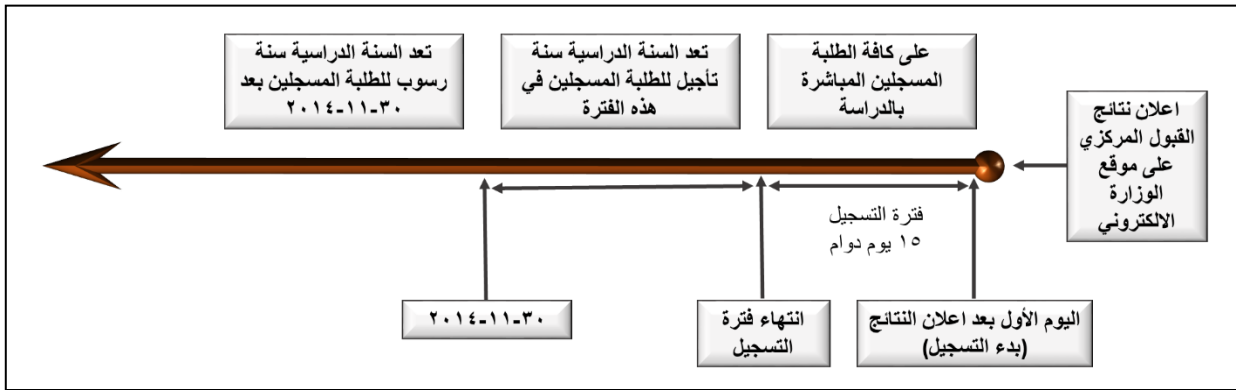 على كافة الطلبة
المسجلين المباشرة
بالدراسة
تعد السنة الدراسية سنة
تأجيل للطلبة المسجلين في
هذه الفترة
تعد السنة الدراسية سنة
رسوب للطلبة المسجلين بعد
٣٠-١١-٢٠١٤
اعلان نتائج
القبول المركزي
على موقع
الوزارة
الالكتروني
فترة التسجيل
١٥ يوم دوام
اليوم الأول بعد اعلان النتائج
(بدء التسجيل)
انتهاء فترة
التسجيل
٣٠-١١-٢٠١٤